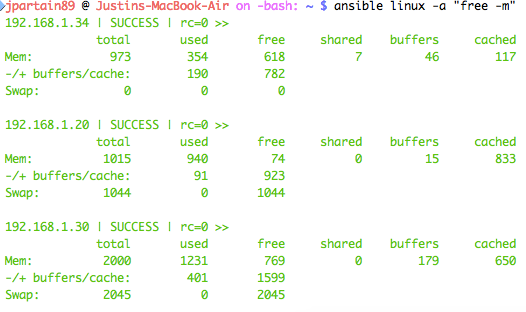 jpartain89 @ Justins-MacBook-Air on -bash: ~ $ ansible linux -a "free -m"
192.168.1.34 | SUCCESS | rc=0 >>
total used free shared buffers cached
Mem: 973 354 618 7 46 117
-/+ buffers/cache: 190 782
Swap: 0 0 0
192.168.1.20 | SUCCESS | rc=0 >>
total used free shared buffers cached
Mem: 1015 940 74 0 15 833
-/+ buffers/cache: 91 923
Swap: 1044 0 1044
192.168.1.30 | SUCCESS | rc=0 >>
total used free shared buffers cached
Mem: 2000 1231 769 0 179 650
-/+ buffers/cache: 401 1599
Swap: 2045 0 2045